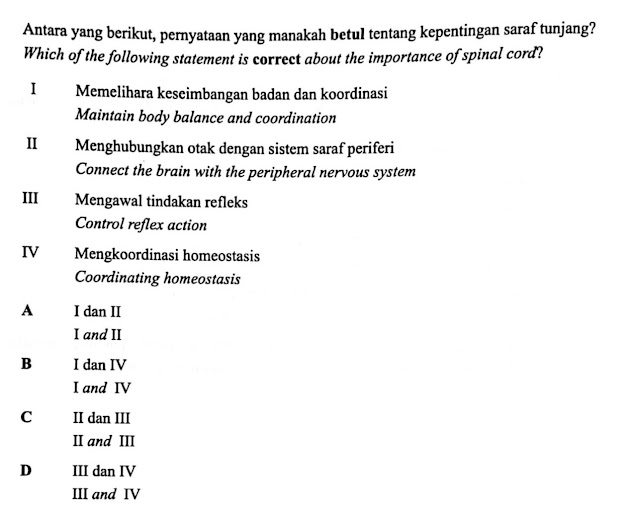 Antara yang berikut, pernyataan yang manakah betul tentang kepentingan saraf tunjang?
Which of the following statement is correct about the importance of spinal cord?
I Memelihara keseimbangan badan dan koordinasi
Maintain body balance and coordination
II Menghubungkan otak dengan sistem saraf periferi
Connect the brain with the peripheral nervous system
III Mengawal tindakan refleks
Control reflex action
IV Mengkoordinasi homeostasis
Coordinating homeostasis
A I dan II
I and II
B I dan IV
I and IV
C II dan III
II and III
D III dan IV
III and IV